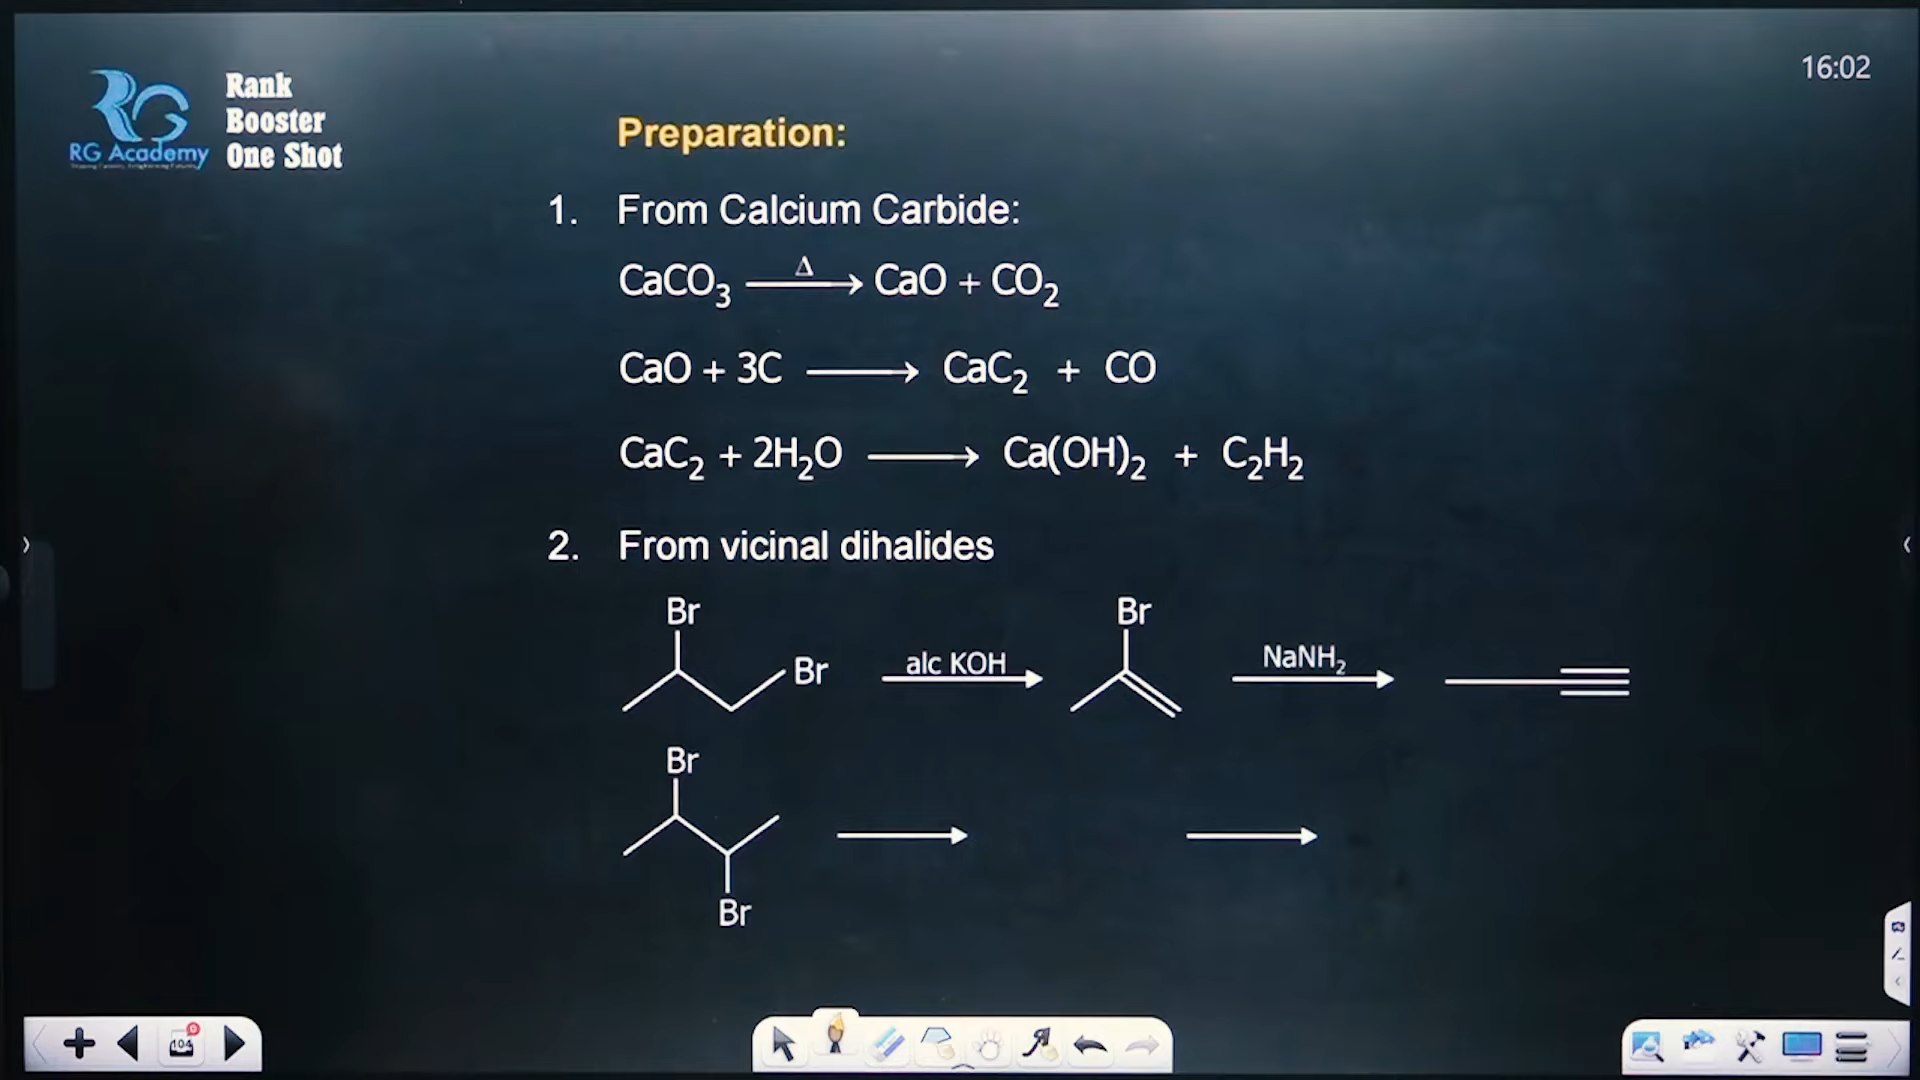 16:02
RG Academy
Rank
Booster
One Shot
Preparation:
1. From Calcium Carbide:
CaCO₃ —Δ→ CaO + CO₂
CaO + 3C ⟶ CaC₂ + CO
CaC₂ + 2H₂O ⟶ Ca(OH)₂ + C₂H₂
2. From vicinal dihalides
Br Br
Br alc KOH NaNH₂
Br
Br
104